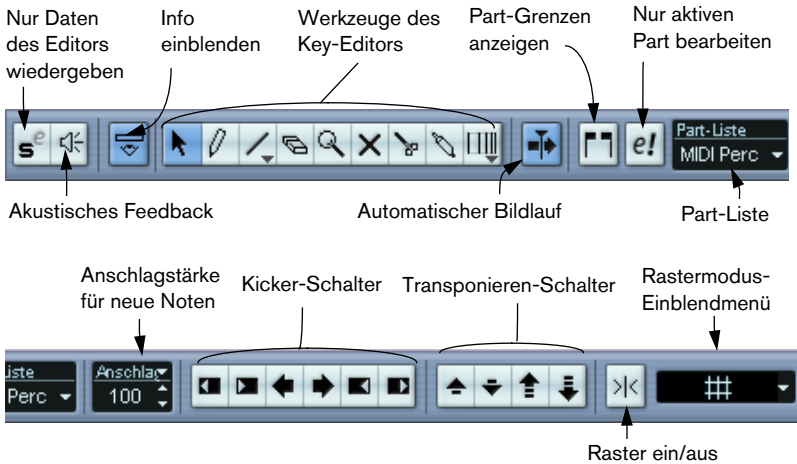 Nur Daten
des Editors
wiedergeben
Info
einblenden
Werkzeuge des
Key-Editors
Part-Grenzen
anzeigen
Nur aktiven
Part bearbeiten
s e
e!
Part-Liste
MIDI Perc
Akustisches Feedback
Automatischer Bildlauf
Part-Liste
Anschlagstärke
für neue Noten
Kicker-Schalter
Transponieren-Schalter
Rastermodus-
Einblendmenü
iste
Perc
Anschlag
100
Raster ein/aus